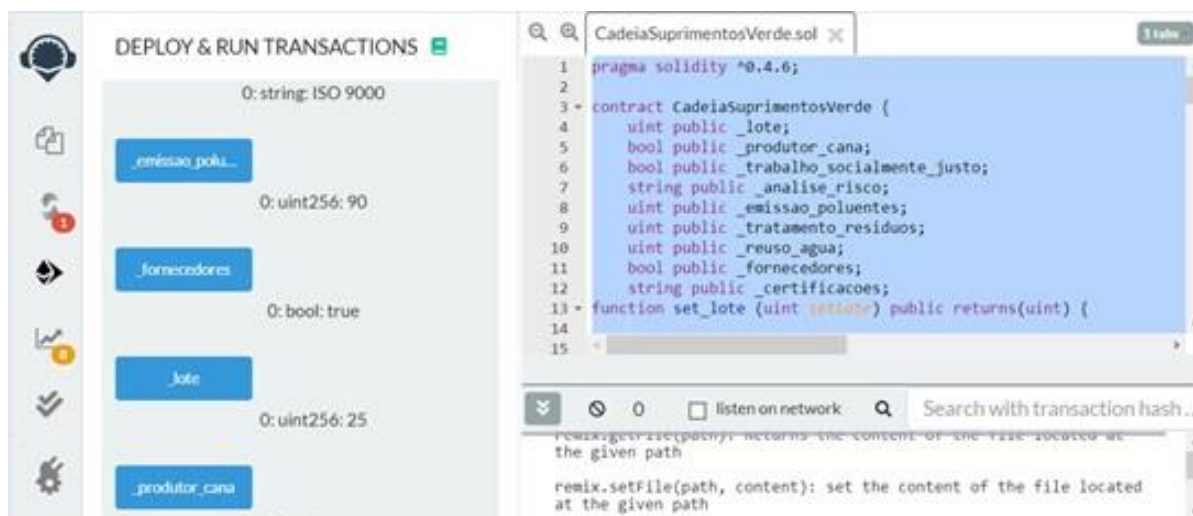 DEPLOY & RUN TRANSACTIONS
0: string: ISO 9000
_emissao_polu...
0: uint256: 90
_fornecedores
0: bool: true
_lote
0: uint256: 25
_produtor_cana
1
8
CadeiaSuprimentosVerde.sol
3 tabs
1 pragma solidity ^0.4.6;
2
3 contract CadeiaSuprimentosVerde {
4 uint public _lote;
5 bool public _produtor_cana;
6 bool public _trabalho_socialmente_justo;
7 string public _analise_risco;
8 uint public _emissao_poluentes;
9 uint public _tratamento_residuos;
10 uint public _reuso_agua;
11 bool public _fornecedores;
12 string public _certificacoes;
13 function set_lote (uint ) public returns(uint) {
14
15
0 listen on network Search with transaction hash ..
remix.getFile(path): Returns the content of the file located at
the given path
remix.setFile(path, content): set the content of the file located
at the given path